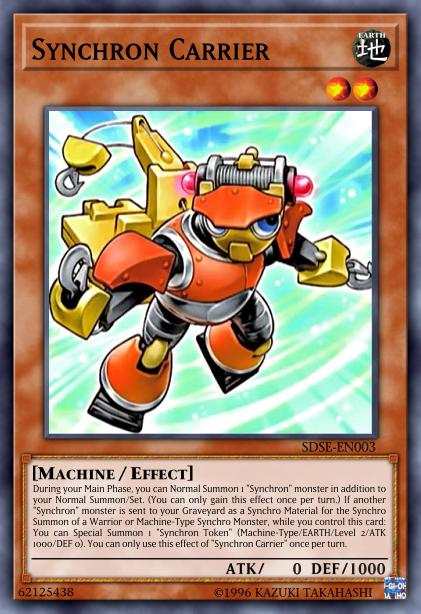 Synchron Carrier
EARTH
地
SDSE-EN003
[Machine / Effect]
During your Main Phase, you can Normal Summon 1 "Synchron" monster in addition to
your Normal Summon/Set. (You can only gain this effect once per turn.) If another
"Synchron" monster is sent to your Graveyard as a Synchro Material for the Synchro
Summon of a Warrior or Machine-Type Synchro Monster, while you control this card:
You can Special Summon 1 "Synchron Token" (Machine-Type/EARTH/Level 2/ATK
1000/DEF 0). You can only use this effect of "Synchron Carrier" once per turn.
ATK/ 0 DEF/1000
62125438
©1996 KAZUKI TAKAHASHI